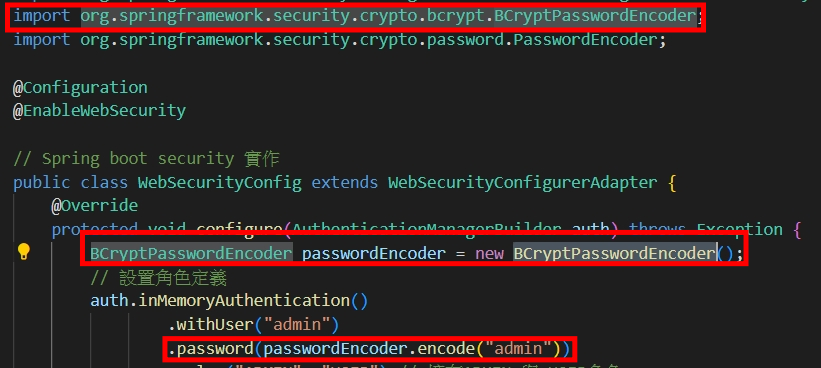 import org.springframework.security.crypto.bcrypt.BCryptPasswordEncoder;
import org.springframework.security.crypto.password.PasswordEncoder;
@Configuration
@EnableWebSecurity
// Spring boot security 實作
public class WebSecurityConfig extends WebSecurityConfigurerAdapter {
@Override
protected void configure(AuthenticationManagerBuilder auth) throws Exception {
BCryptPasswordEncoder passwordEncoder = new BCryptPasswordEncoder();
// 設置角色定義
auth.inMemoryAuthentication()
.withUser("admin")
.password(passwordEncoder.encode("admin"))